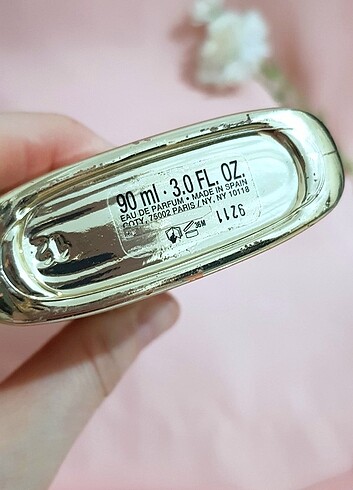 90 ml · 3.0 FL. OZ.
EAU DE PARFUM • MADE IN SPAIN
COTY, 75002 PARIS / NY, NY 10118
36M
9211